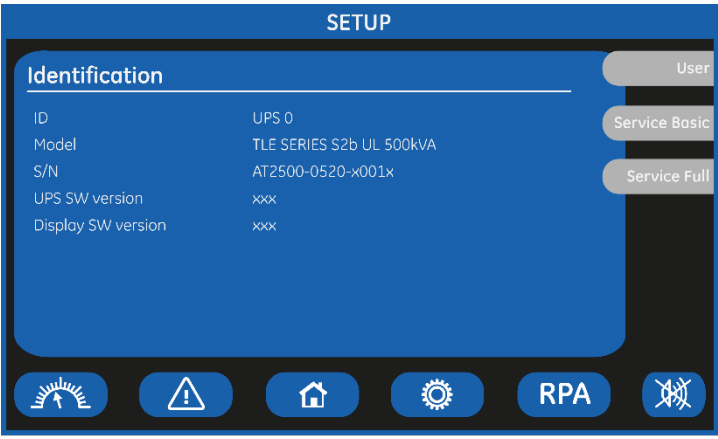 SETUP
Identification
ID UPS 0
Model TLE SERIES S2b UL 500kVA
S/N AT2500-0520-x001x
UPS SW version xxx
Display SW version xxx
User
Service Basic
Service Full
RPA